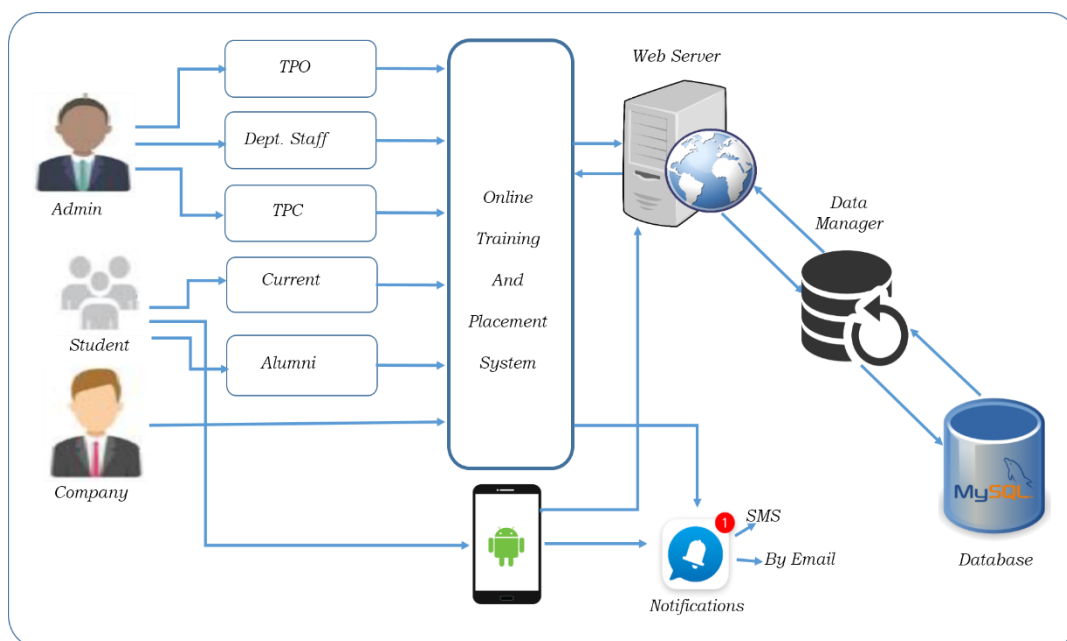 TPO
Web Server
Dept. Staff
Admin
TPC
Online
Training
And
Placement
System
Data
Manager
Current
Student
Alumni
Company
1
SMS
By Email
Notifications
MySQL
Database